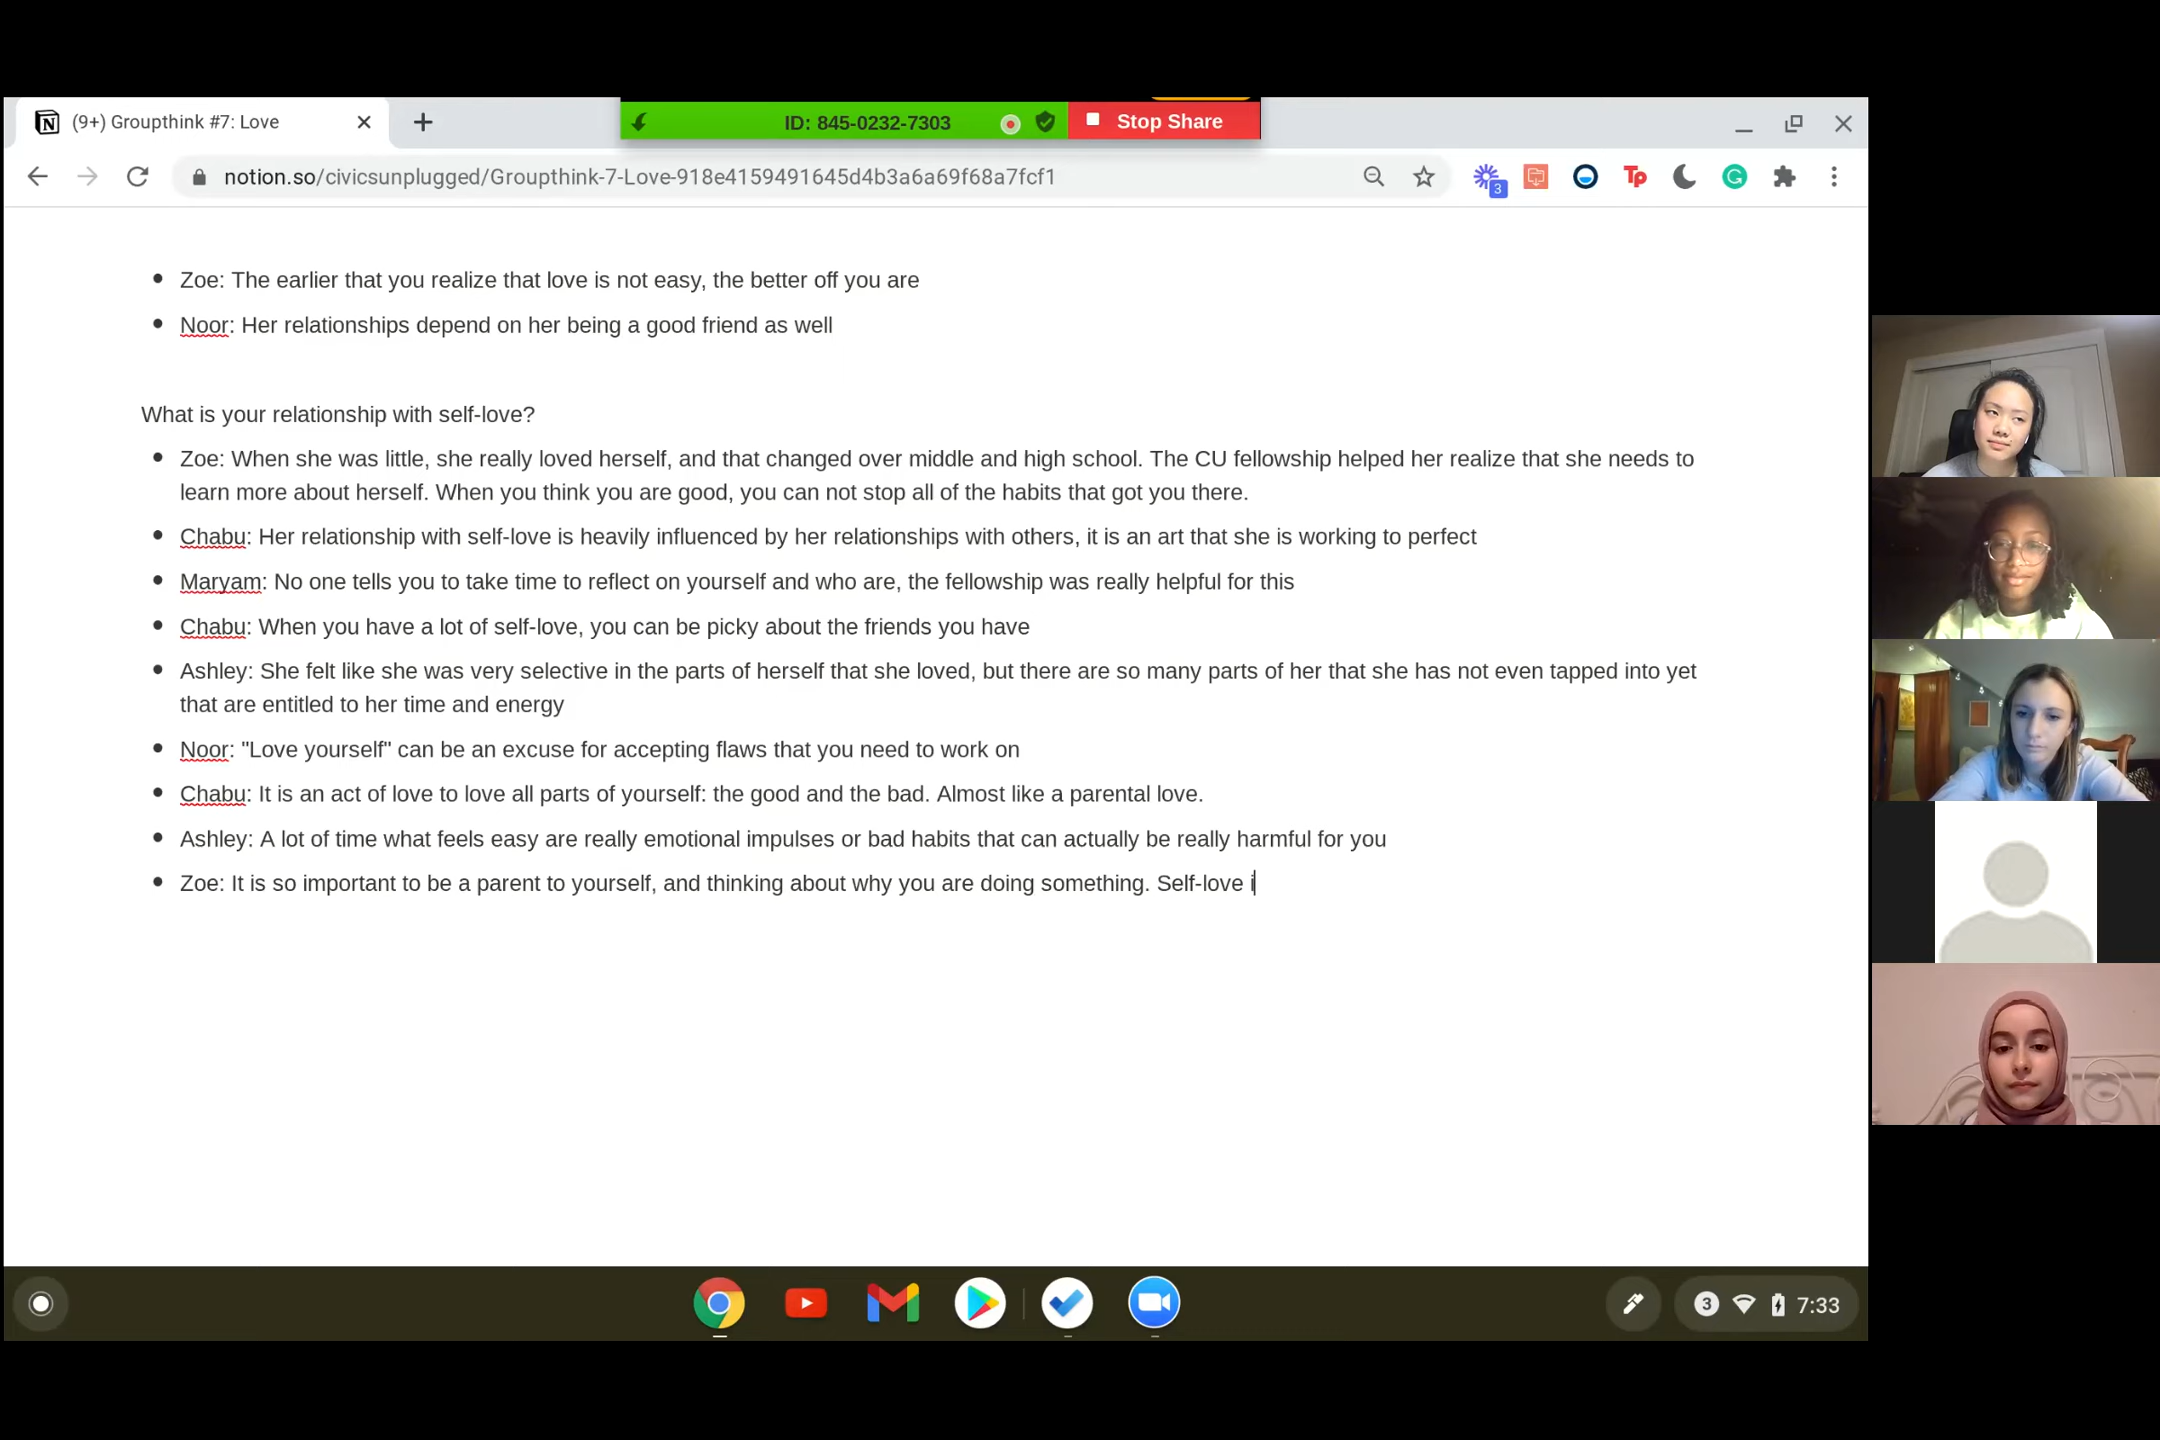 (9+) Groupthink #7: Love
ID: 845-0232-7303
Stop Share
notion.so/civicsunplugged/Groupthink-7-Love-918e4159491645d4b3a6a69f68a7fcf1
Tp
3
Zoe: The earlier that you realize that love is not easy, the better off you are
Noor: Her relationships depend on her being a good friend as well
What is your relationship with self-love?
Zoe: When she was little, she really loved herself, and that changed over middle and high school. The CU fellowship helped her realize that she needs to
learn more about herself. When you think you are good, you can not stop all of the habits that got you there.
Chabu: Her relationship with self-love is heavily influenced by her relationships with others, it is an art that she is working to perfect
Maryam: No one tells you to take time to reflect on yourself and who are, the fellowship was really helpful for this
Chabu: When you have a lot of self-love, you can be picky about the friends you have
Ashley: She felt like she was very selective in the parts of herself that she loved, but there are so many parts of her that she has not even tapped into yet
that are entitled to her time and energy
Noor: "Love yourself" can be an excuse for accepting flaws that you need to work on
Chabu: It is an act of love to love all parts of yourself: the good and the bad. Almost like a parental love.
Ashley: A lot of time what feels easy are really emotional impulses or bad habits that can actually be really harmful for you
Zoe: It is so important to be a parent to yourself, and thinking about why you are doing something. Self-love i
3 7:33